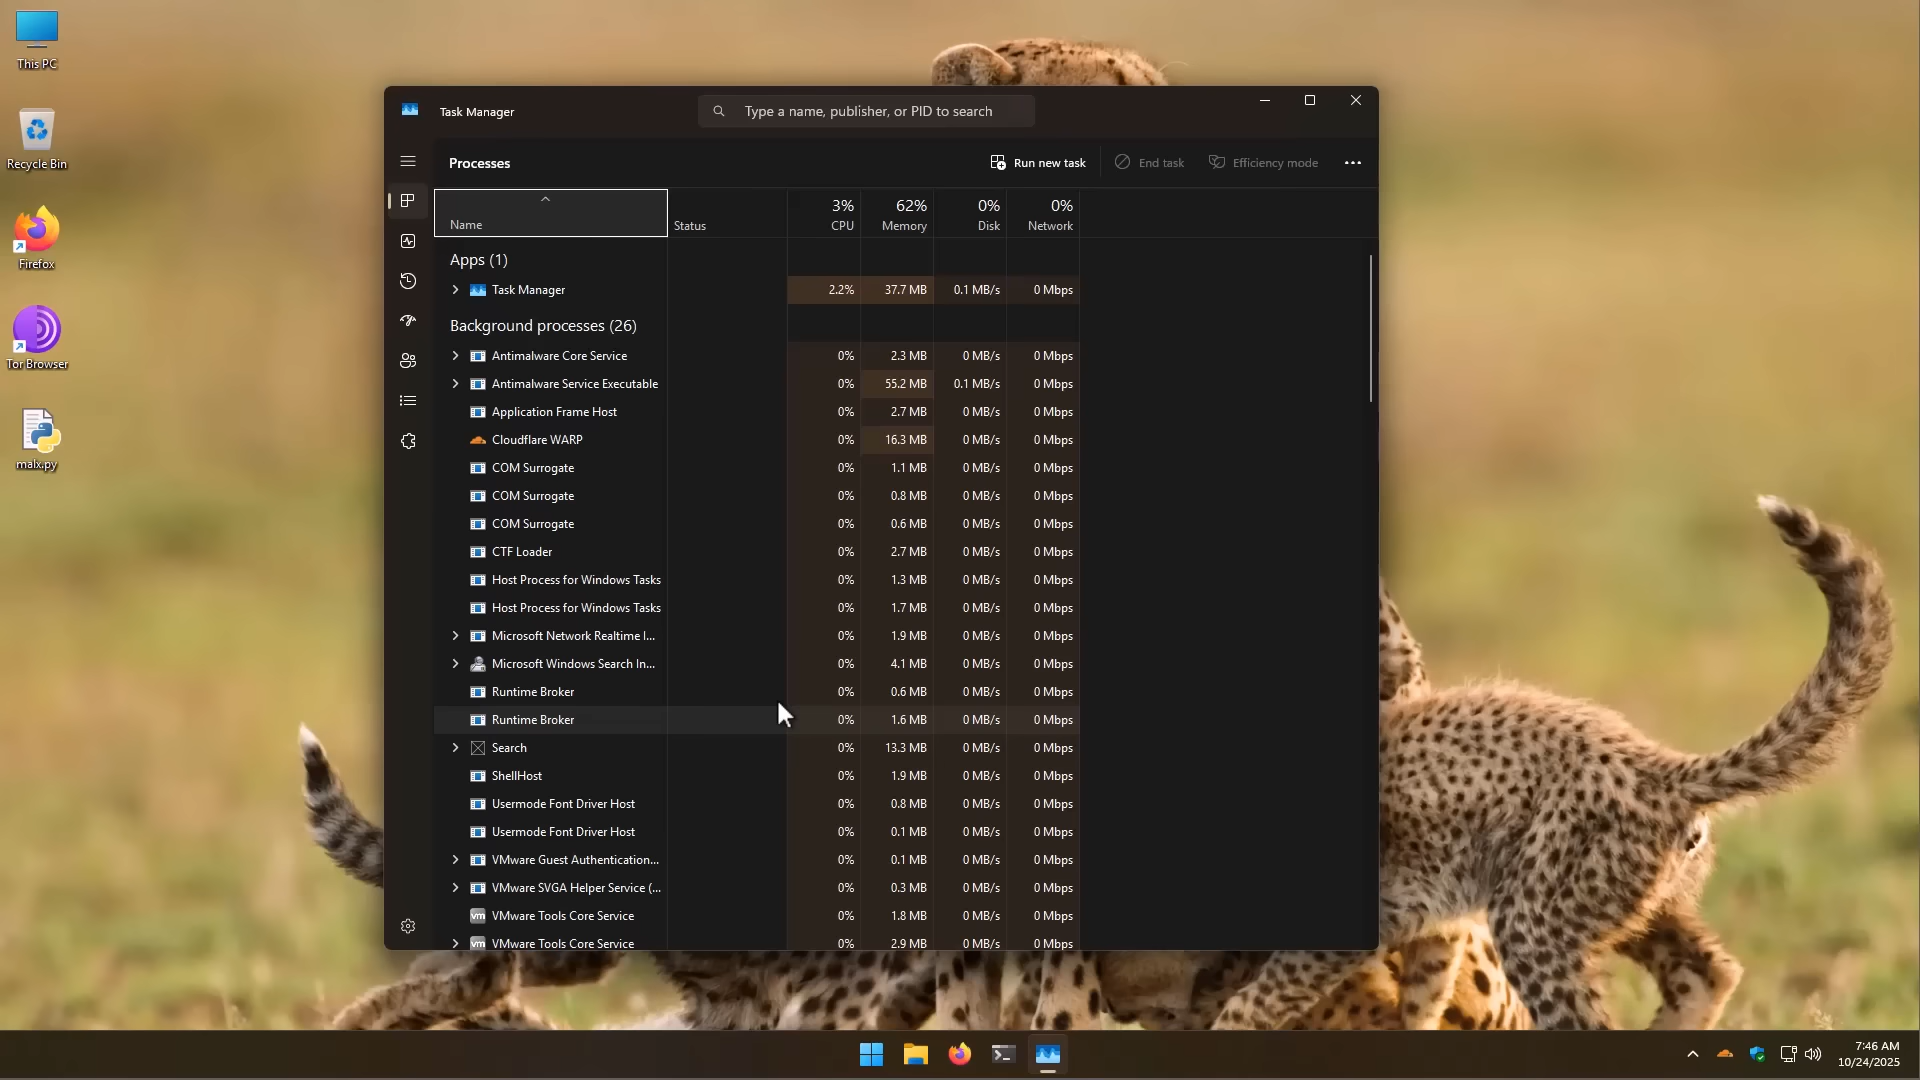 This PC
Recycle Bin
Firefox
Tor Browser
malx.py
Task Manager
Type a name, publisher, or PID to search
Processes
Run new task
End task
Efficiency mode
Name
Status
3% CPU
62% Memory
0% Disk
0% Network
Apps (1)
Task Manager 2.2% 37.7 MB 0.1 MB/s 0 Mbps
Background processes (26)
Antimalware Core Service 0% 2.3 MB 0 MB/s 0 Mbps
Antimalware Service Executable 0% 55.2 MB 0.1 MB/s 0 Mbps
Application Frame Host 0% 2.7 MB 0 MB/s 0 Mbps
Cloudflare WARP 0% 16.3 MB 0 MB/s 0 Mbps
COM Surrogate 0% 1.1 MB 0 MB/s 0 Mbps
COM Surrogate 0% 0.8 MB 0 MB/s 0 Mbps
COM Surrogate 0% 0.6 MB 0 MB/s 0 Mbps
CTF Loader 0% 2.7 MB 0 MB/s 0 Mbps
Host Process for Windows Tasks 0% 1.3 MB 0 MB/s 0 Mbps
Host Process for Windows Tasks 0% 1.7 MB 0 MB/s 0 Mbps
Microsoft Network Realtime I... 0% 1.9 MB 0 MB/s 0 Mbps
Microsoft Windows Search In... 0% 4.1 MB 0 MB/s 0 Mbps
Runtime Broker 0% 0.6 MB 0 MB/s 0 Mbps
Runtime Broker 0% 1.6 MB 0 MB/s 0 Mbps
Search 0% 13.3 MB 0 MB/s 0 Mbps
ShellHost 0% 1.9 MB 0 MB/s 0 Mbps
Usermode Font Driver Host 0% 0.8 MB 0 MB/s 0 Mbps
Usermode Font Driver Host 0% 0.1 MB 0 MB/s 0 Mbps
VMware Guest Authentication... 0% 0.1 MB 0 MB/s 0 Mbps
VMware SVGA Helper Service (... 0% 0.3 MB 0 MB/s 0 Mbps
vm VMware Tools Core Service 0% 1.8 MB 0 MB/s 0 Mbps
vm VMware Tools Core Service 0% 2.9 MB 0 MB/s 0 Mbps
7:46 AM
10/24/2025